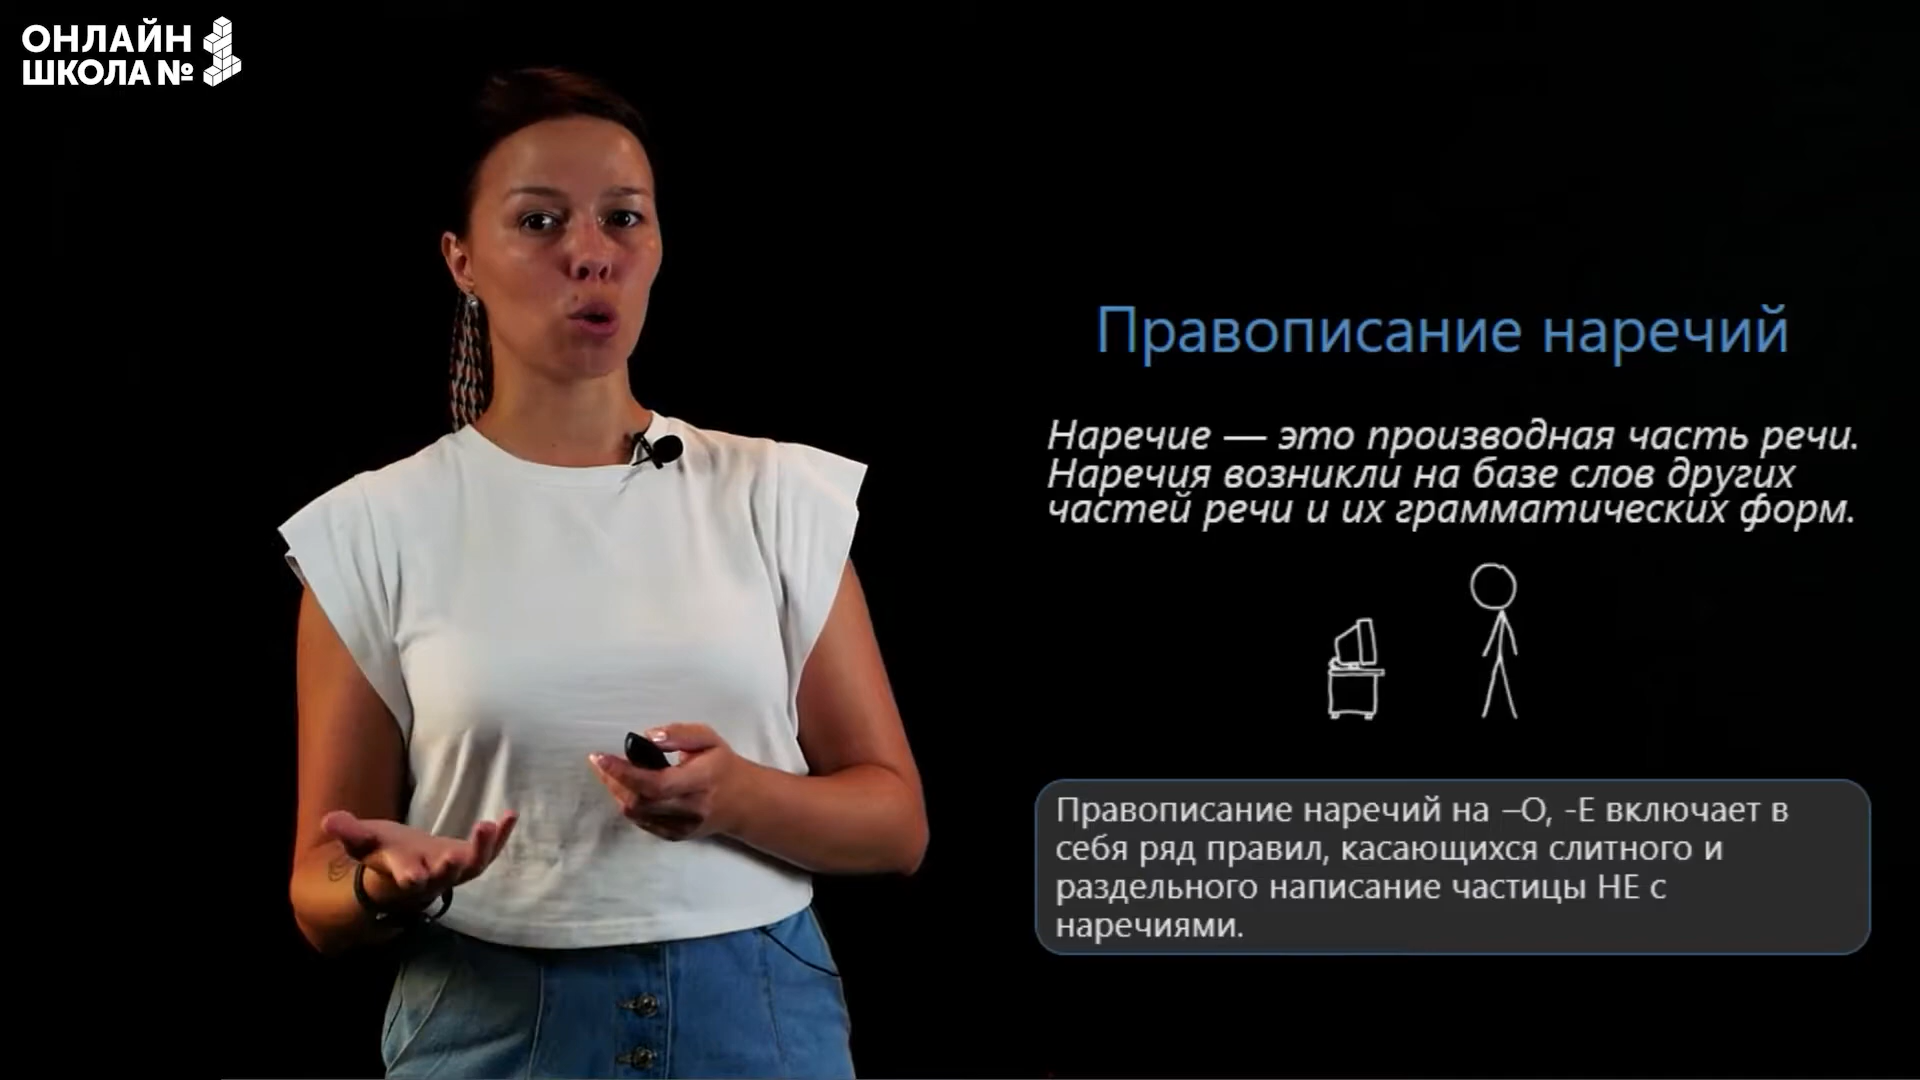 ОНЛАЙН
ШКОЛА №1
Правописание наречий
Наречие — это производная часть речи.
Наречия возникли на базе слов других
частей речи и их грамматических форм.
Правописание наречий на –О, -Е включает в
себя ряд правил, касающихся слитного и
раздельного написание частицы НЕ с
наречиями.